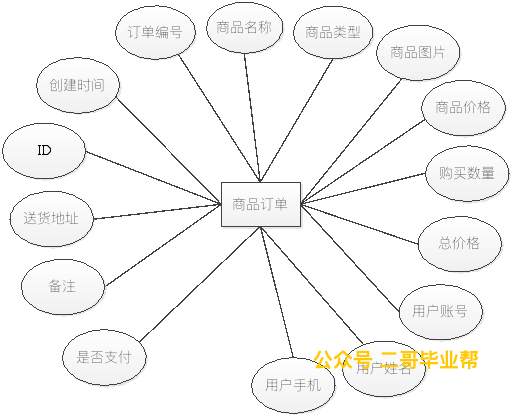 订单编号
商品名称
商品类型
商品图片
创建时间
商品价格
ID
购买数量
商品订单
送货地址
总价格
备注
用户账号
是否支付
公众号 二哥毕业帮
用户姓名
用户手机